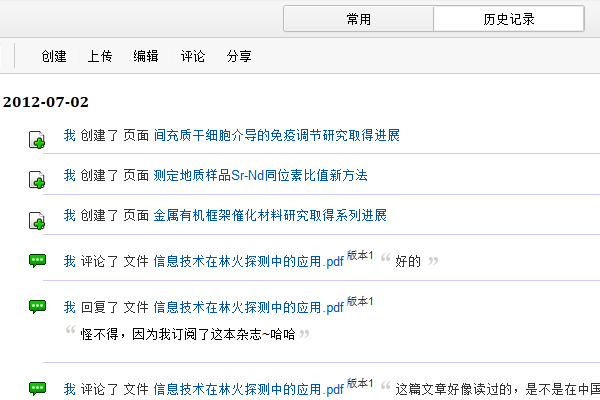 常用 历史记录
创建 上传 编辑 评论 分享
2012-07-02
我 创建了 页面 间充质干细胞介导的免疫调节研究取得进展
我 创建了 页面 测定地质样品Sr-Nd同位素比值新方法
我 创建了 页面 金属有机框架催化材料研究取得系列进展
我 评论了 文件 信息技术在林火探测中的应用.pdf 版本1 “ 好的 ”
我 回复了 文件 信息技术在林火探测中的应用.pdf 版本1
“ 怪不得，因为我订阅了这本杂志~哈哈 ”
我 评论了 文件 信息技术在林火探测中的应用.pdf 版本1 “ 这篇文章好像读过的，是不是在中国